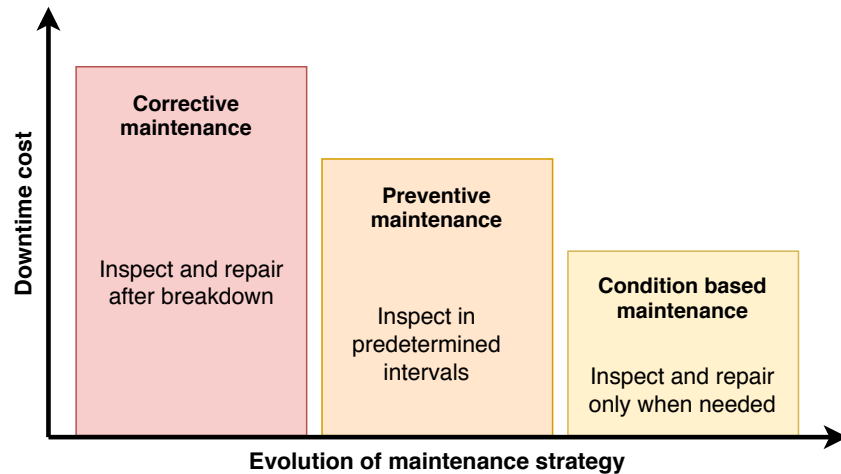 Downtime cost
Corrective
maintenance
Inspect and repair
after breakdown
Preventive
maintenance
Inspect in
predetermined
intervals
Condition based
maintenance
Inspect and repair
only when needed
Evolution of maintenance strategy